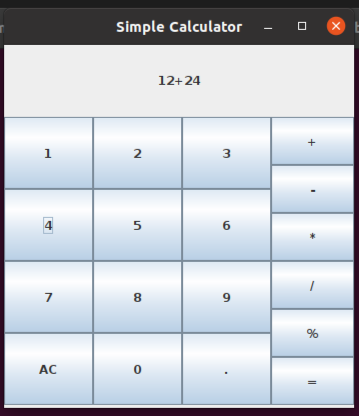 Simple Calculator
12+24
1 2 3 +
-
4 5 6 *
7 8 9 /
%
AC 0 . =